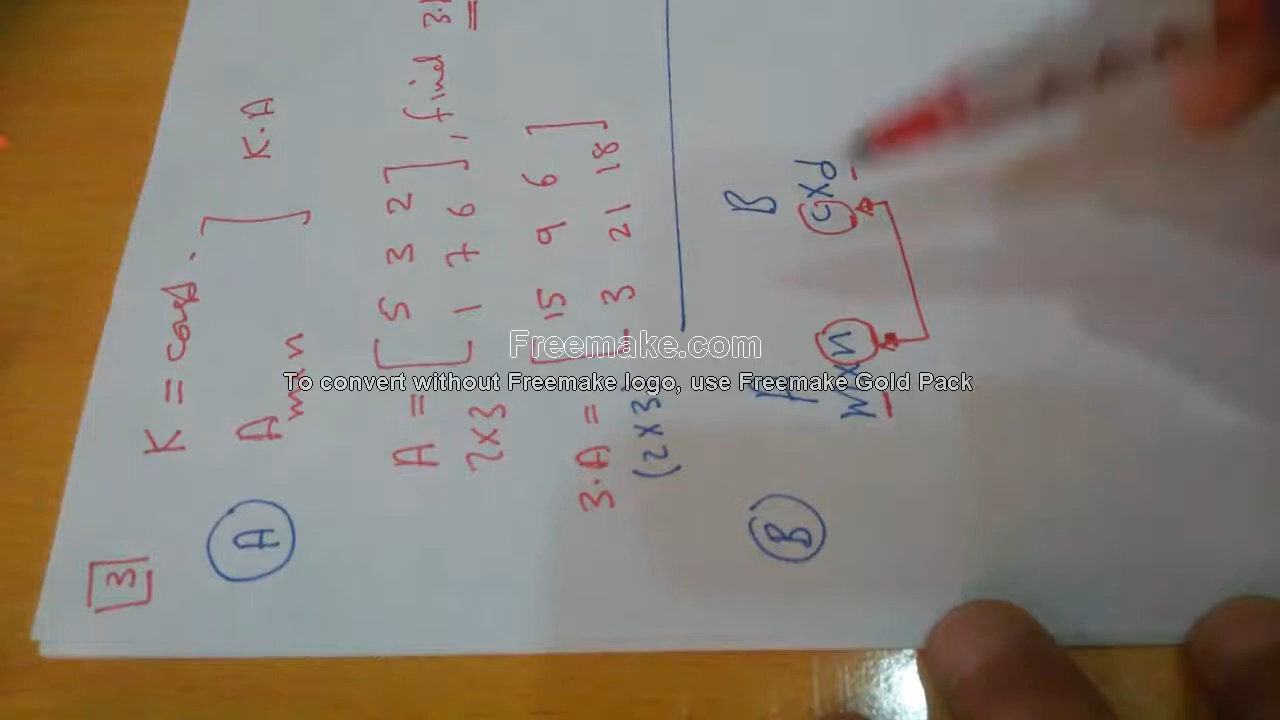 3
K = const.
A m×n ] K·A
A
A = [ 5 3 2
1 7 6 ] , find 3·
2×3
3·A = [ 15 9 6
3 21 18 ]
(2×3
B
A B
m×n q×p
Freemake.com
To convert without Freemake logo, use Freemake Gold Pack